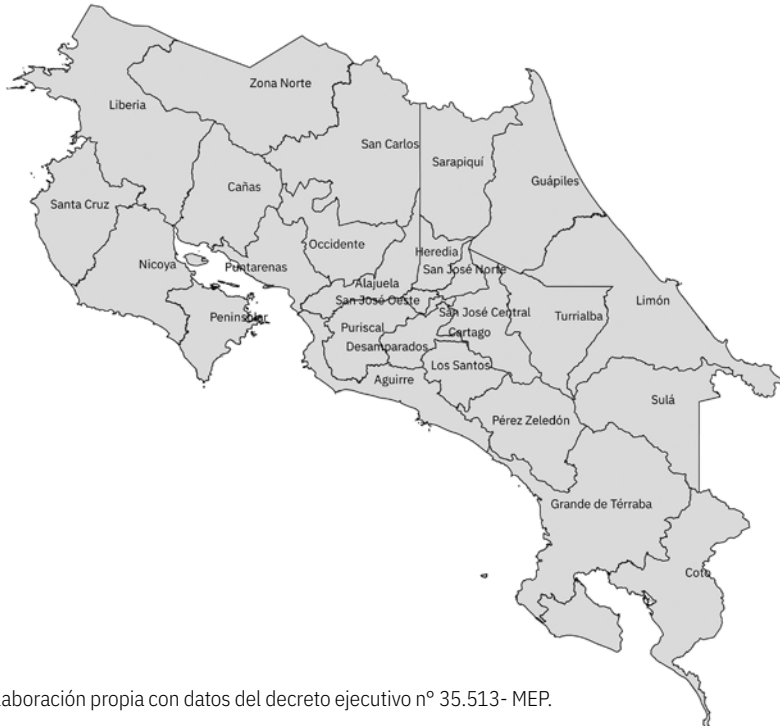 Zona Norte
Liberia
San Carlos
Sarapiquí
Guápiles
Cañas
Santa Cruz
Occidente
Heredia
Nicoya
Puntarenas
San José Norte
Alajuela
San José Oeste
Limón
San José Central
Peninsular
Turrialba
Puriscal
Cartago
Desamparados
Los Santos
Aguirre
Sulá
Pérez Zeledón
Grande de Térraba
Coto
laboración propia con datos del decreto ejecutivo n° 35.513- MEP.